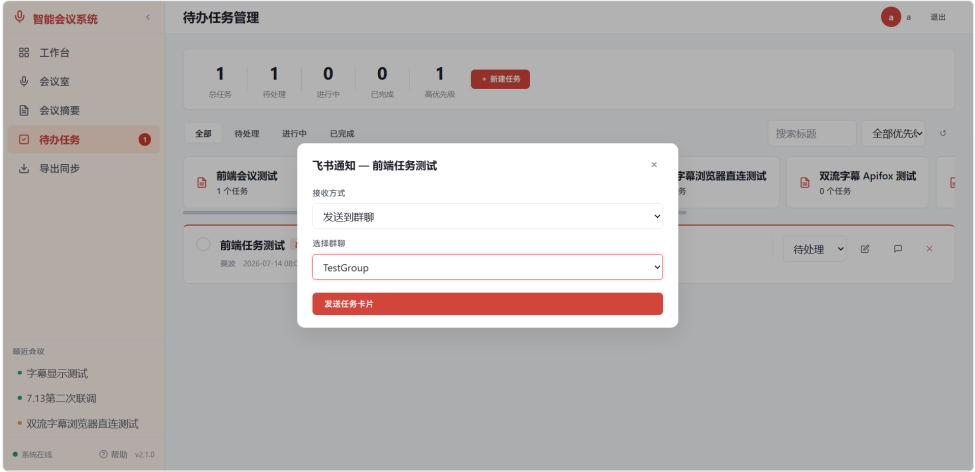 智能会议系统
工作台
会议室
会议摘要
待办任务 1
导出同步
最近会议
字幕显示测试
7.13第二次联调
双流字幕浏览器直连测试
系统在线 帮助 v2.1.0
待办任务管理
a a 退出
1 1 0 0 1
总任务 待处理 进行中 已完成 高优先级
+ 新建任务
全部 待处理 进行中 已完成
搜索标题 全部优先级
前端会议测试
1 个任务
字幕浏览器直连测试
务
双流字幕 Apifox 测试
0 个任务
前端任务测试
2026-07-14 08:0
待处理
飞书通知 — 前端任务测试
接收方式
发送到群聊
选择群聊
TestGroup
发送任务卡片